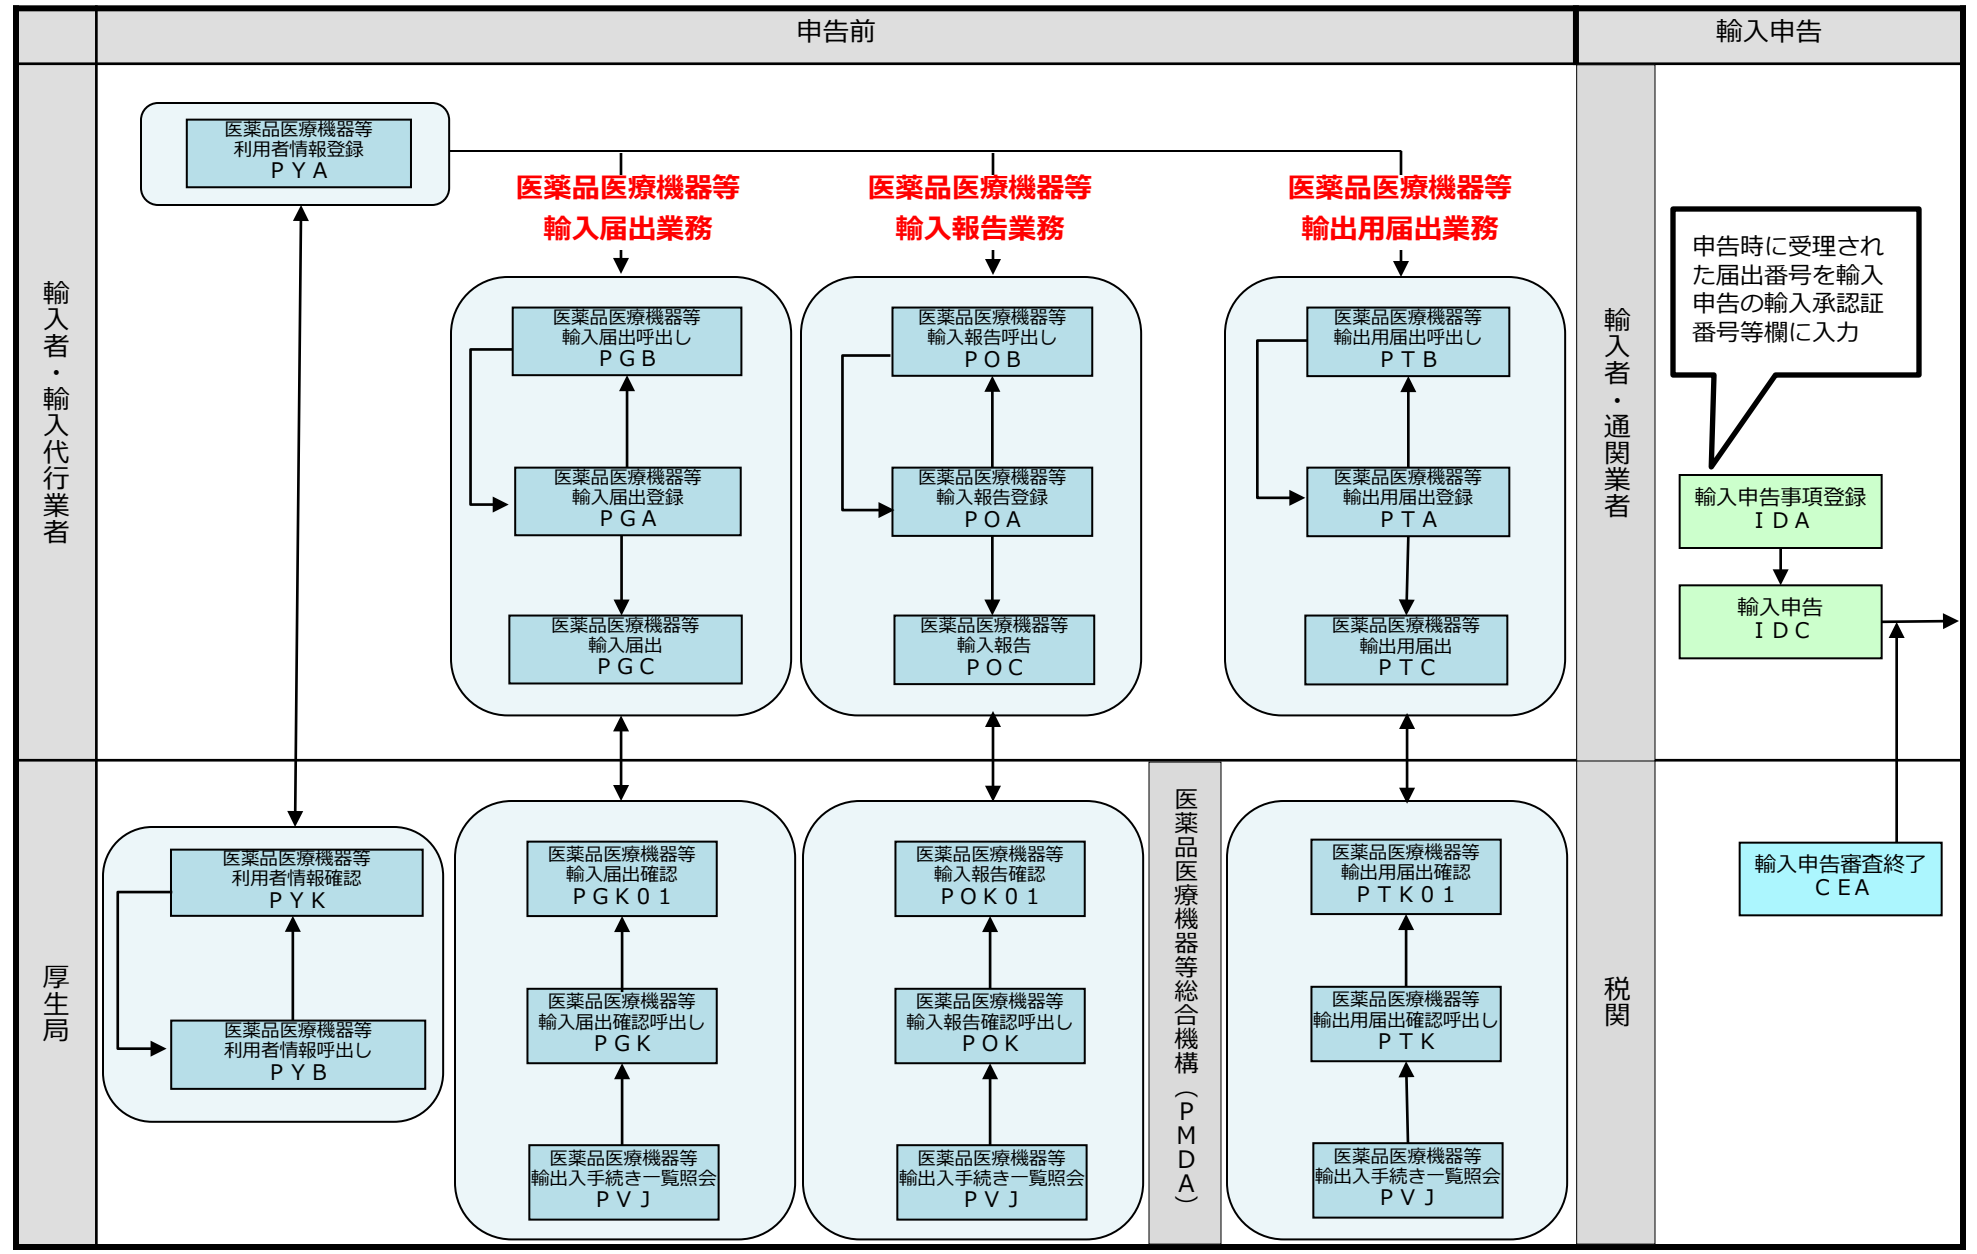 申告前
輸入申告
輸入者・輸入代行業者
医薬品医療機器等
利用者情報登録
ＰＹＡ
医薬品医療機器等
輸入届出業務
医薬品医療機器等
輸入届出呼出し
ＰＧＢ
医薬品医療機器等
輸入届出登録
ＰＧＡ
医薬品医療機器等
輸入届出
ＰＧＣ
医薬品医療機器等
輸入報告業務
医薬品医療機器等
輸入報告呼出し
ＰＯＢ
医薬品医療機器等
輸入報告登録
ＰＯＡ
医薬品医療機器等
輸入報告
ＰＯＣ
医薬品医療機器等
輸出用届出業務
医薬品医療機器等
輸出用届出呼出し
ＰＴＢ
医薬品医療機器等
輸出用届出登録
ＰＴＡ
医薬品医療機器等
輸出用届出
ＰＴＣ
輸入者・通関業者
申告時に受理され
た届出番号を輸入
申告の輸入承認証
番号等欄に入力
輸入申告事項登録
ＩＤＡ
輸入申告
ＩＤＣ
厚生局
医薬品医療機器等
利用者情報確認
ＰＹＫ
医薬品医療機器等
利用者情報呼出し
ＰＹＢ
医薬品医療機器等
輸入届出確認
ＰＧＫ０１
医薬品医療機器等
輸入届出確認呼出し
ＰＧＫ
医薬品医療機器等
輸出入手続き一覧照会
ＰＶＪ
医薬品医療機器等
輸入報告確認
ＰＯＫ０１
医薬品医療機器等
輸入報告確認呼出し
ＰＯＫ
医薬品医療機器等
輸出入手続き一覧照会
ＰＶＪ
医薬品医療機器等総合機構（ＰＭＤＡ）
医薬品医療機器等
輸出用届出確認
ＰＴＫ０１
医薬品医療機器等
輸出用届出確認呼出し
ＰＴＫ
医薬品医療機器等
輸出入手続き一覧照会
ＰＶＪ
税関
輸入申告審査終了
ＣＥＡ